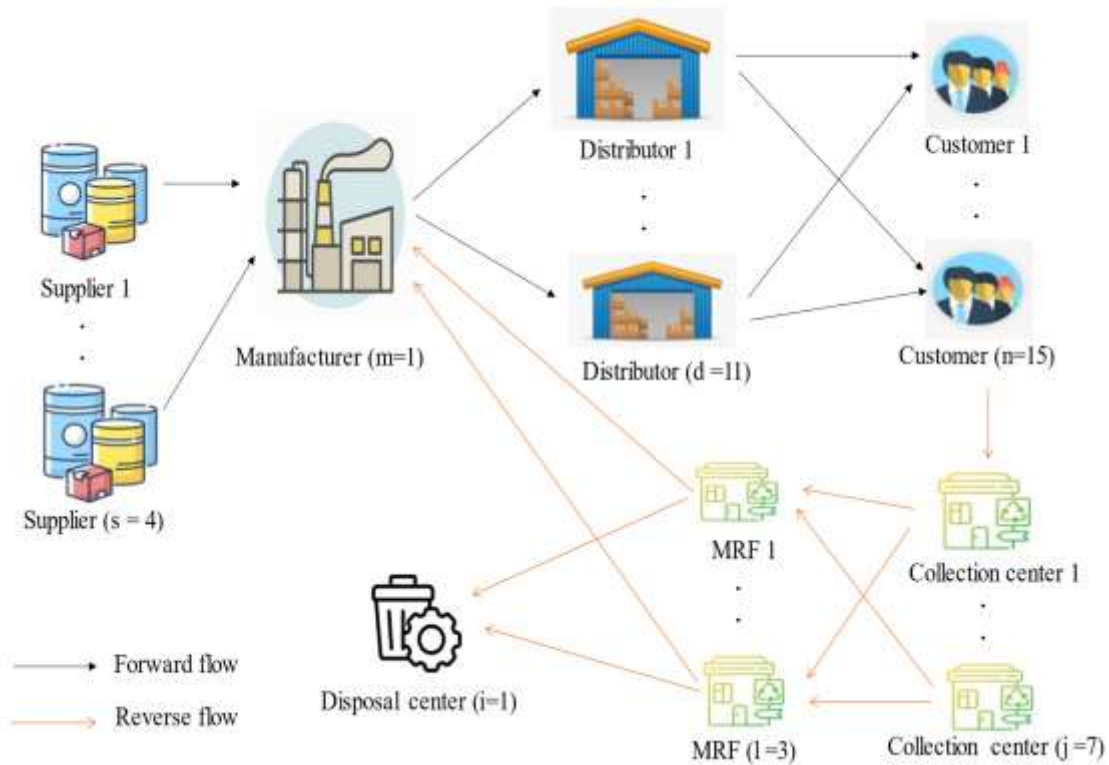 Distributor 1
Customer 1
Supplier 1
Manufacturer (m=1)
Distributor (d =11)
Customer (n=15)
Supplier (s = 4)
MRF 1
Collection center 1
Forward flow
Reverse flow
Disposal center (i=1)
MRF (l =3)
Collection center (j =7)